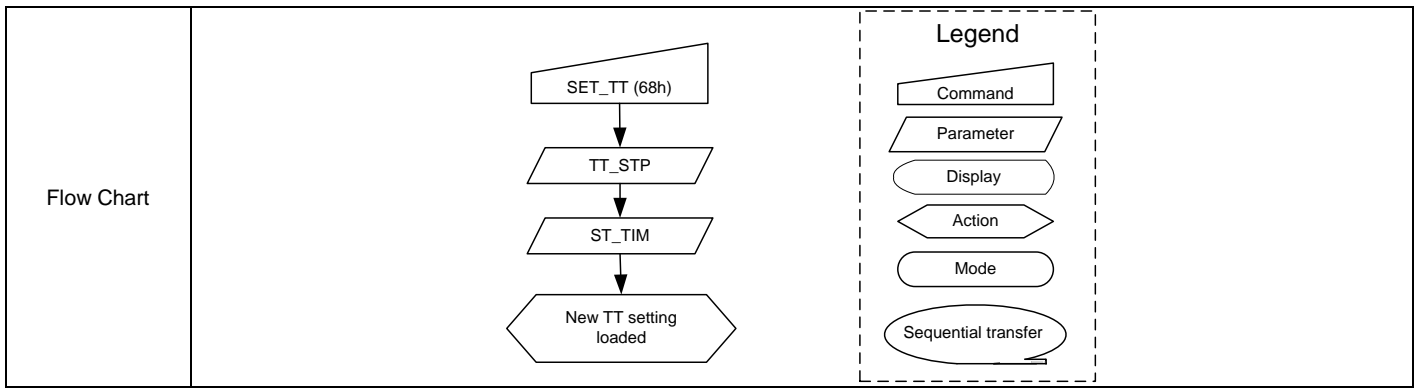 Flow Chart
SET_TT (68h)
TT_STP
ST_TIM
New TT setting
loaded
Legend
Command
Parameter
Display
Action
Mode
Sequential transfer